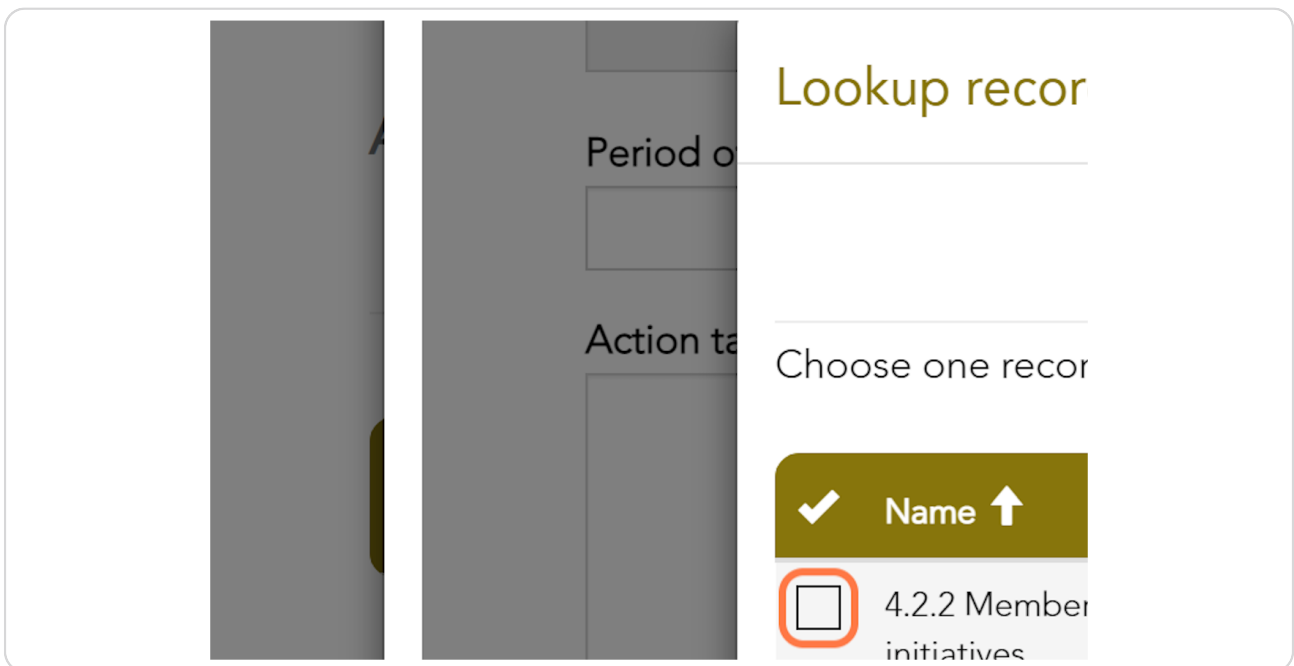 Lookup recor
Period o
Action ta
Choose one recor
Name
4.2.2 Member
initiatives